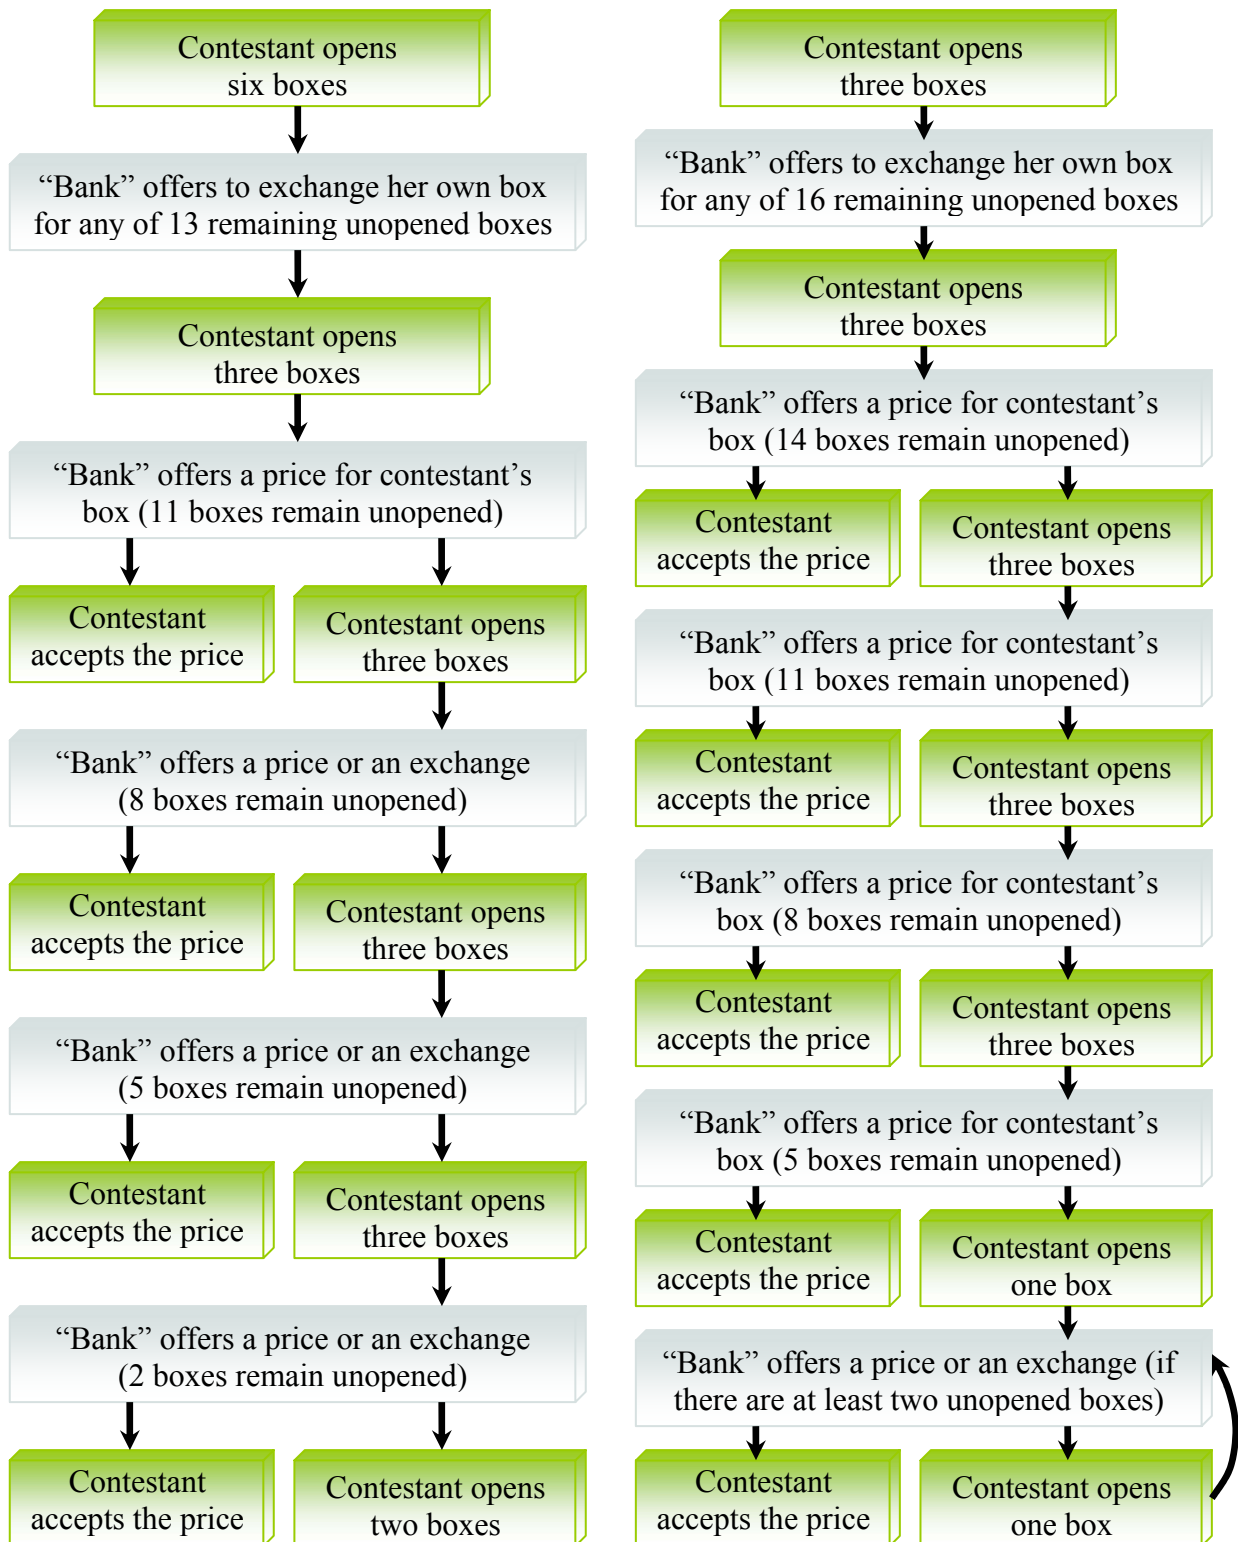 Contestant opens
six boxes
“Bank” offers to exchange her own box
for any of 13 remaining unopened boxes
Contestant opens
three boxes
“Bank” offers a price for contestant’s
box (11 boxes remain unopened)
Contestant
accepts the price
Contestant opens
three boxes
“Bank” offers a price or an exchange
(8 boxes remain unopened)
Contestant
accepts the price
Contestant opens
three boxes
“Bank” offers a price or an exchange
(5 boxes remain unopened)
Contestant
accepts the price
Contestant opens
three boxes
“Bank” offers a price or an exchange
(2 boxes remain unopened)
Contestant
accepts the price
Contestant opens
two boxes
Contestant opens
three boxes
“Bank” offers to exchange her own box
for any of 16 remaining unopened boxes
Contestant opens
three boxes
“Bank” offers a price for contestant’s
box (14 boxes remain unopened)
Contestant
accepts the price
Contestant opens
three boxes
“Bank” offers a price for contestant’s
box (11 boxes remain unopened)
Contestant
accepts the price
Contestant opens
three boxes
“Bank” offers a price for contestant’s
box (8 boxes remain unopened)
Contestant
accepts the price
Contestant opens
three boxes
“Bank” offers a price for contestant’s
box (5 boxes remain unopened)
Contestant
accepts the price
Contestant opens
one box
“Bank” offers a price or an exchange (if
there are at least two unopened boxes)
Contestant
accepts the price
Contestant opens
one box